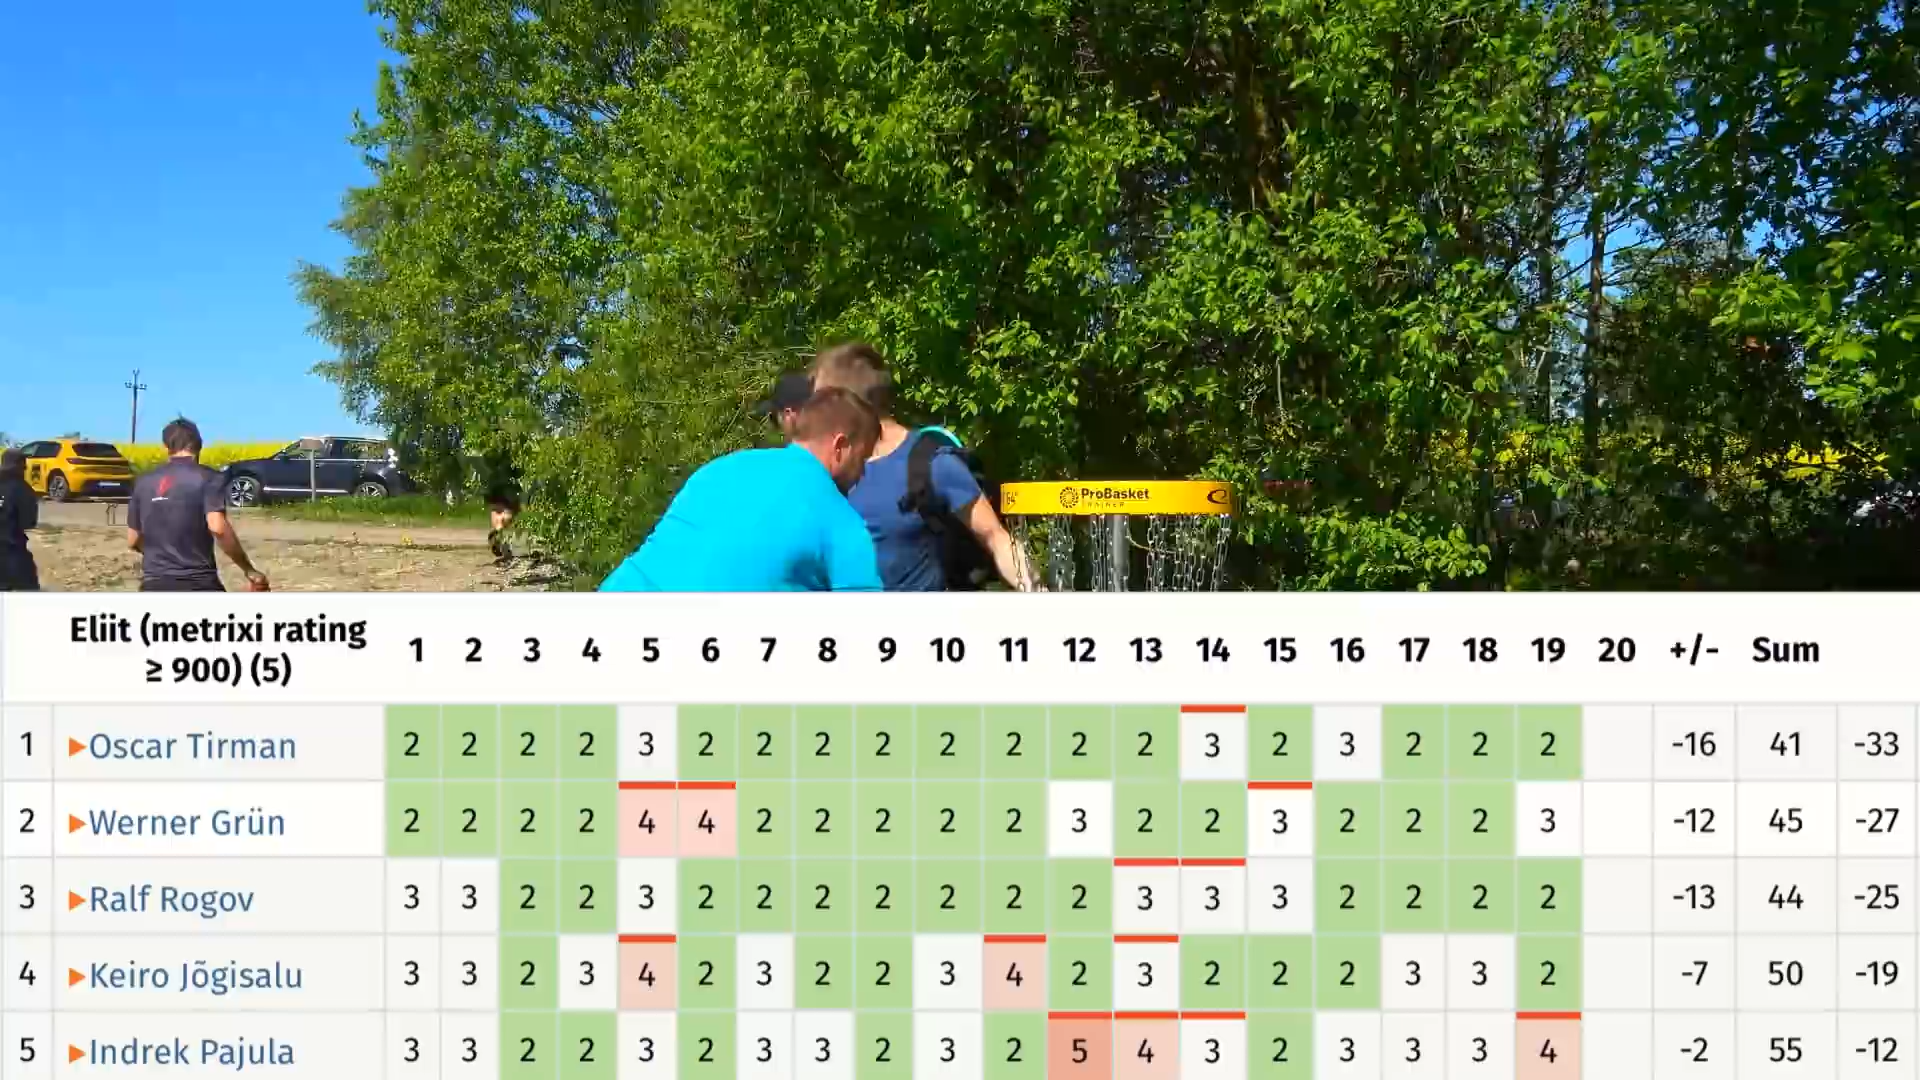 ProBasket
TRAINER
Eliit (metrixi rating
≥ 900) (5) 1 2 3 4 5 6 7 8 9 10 11 12 13 14 15 16 17 18 19 20 +/- Sum
1 Oscar Tirman 2 2 2 2 3 2 2 2 2 2 2 2 2 3 2 3 2 2 2 -16 41 -33
2 Werner Grün 2 2 2 2 4 4 2 2 2 2 2 3 2 2 3 2 2 2 3 -12 45 -27
3 Ralf Rogov 3 3 2 2 3 2 2 2 2 2 2 2 3 3 3 2 2 2 2 -13 44 -25
4 Keiro Jõgisalu 3 3 2 3 4 2 3 2 2 3 4 2 3 2 2 2 3 3 2 -7 50 -19
5 Indrek Pajula 3 3 2 2 3 2 3 3 2 3 2 5 4 3 2 3 3 3 4 -2 55 -12